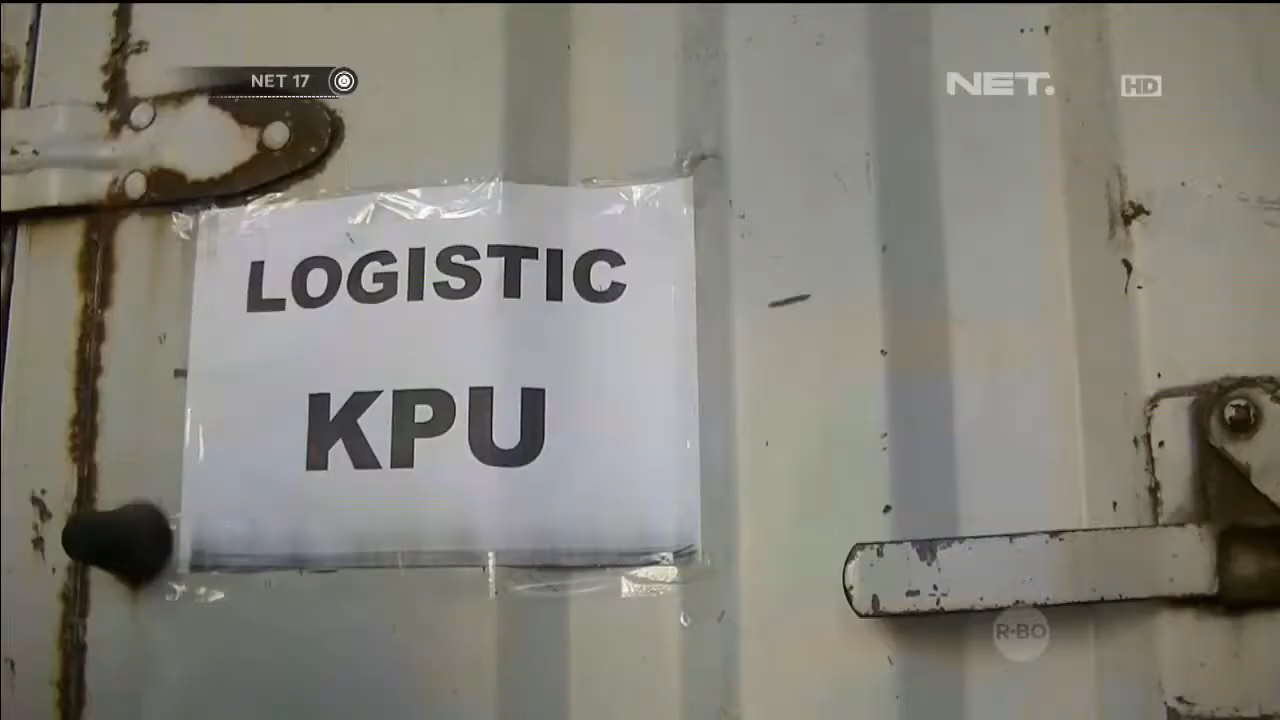 NET 17
NET.
HD
LOGISTIC
KPU
R-BO